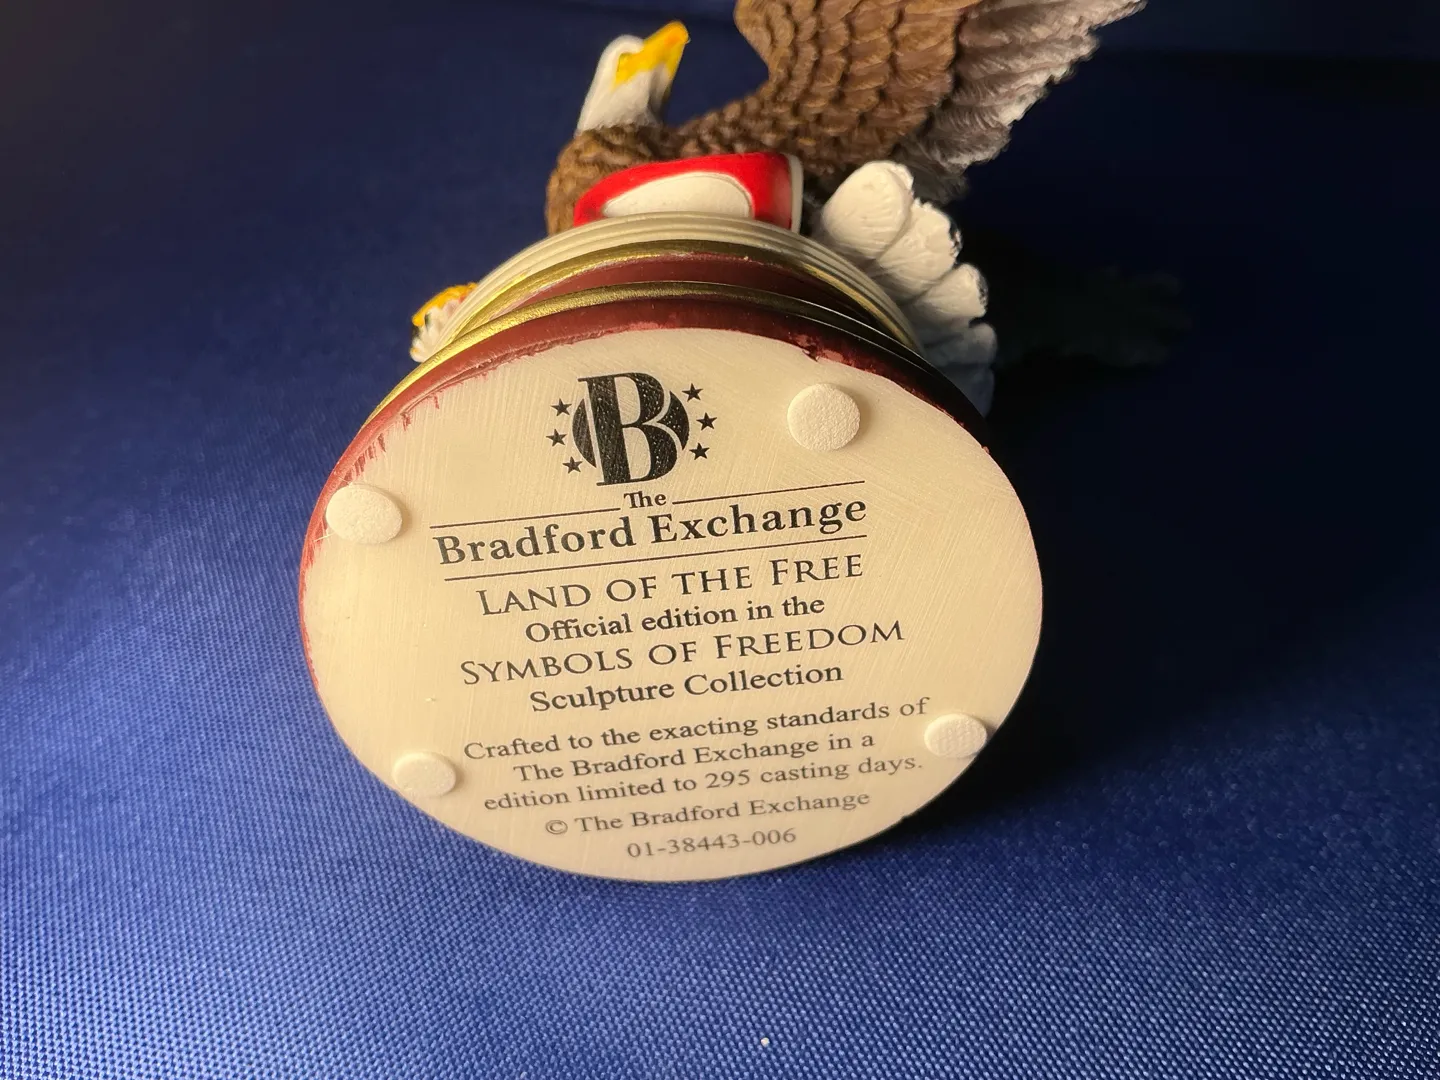 B
The
Bradford Exchange
LAND OF THE FREE
Official edition in the
SYMBOLS OF FREEDOM
Sculpture Collection
Crafted to the exacting standards of
The Bradford Exchange in a
edition limited to 295 casting days.
© The Bradford Exchange
01-38443-006